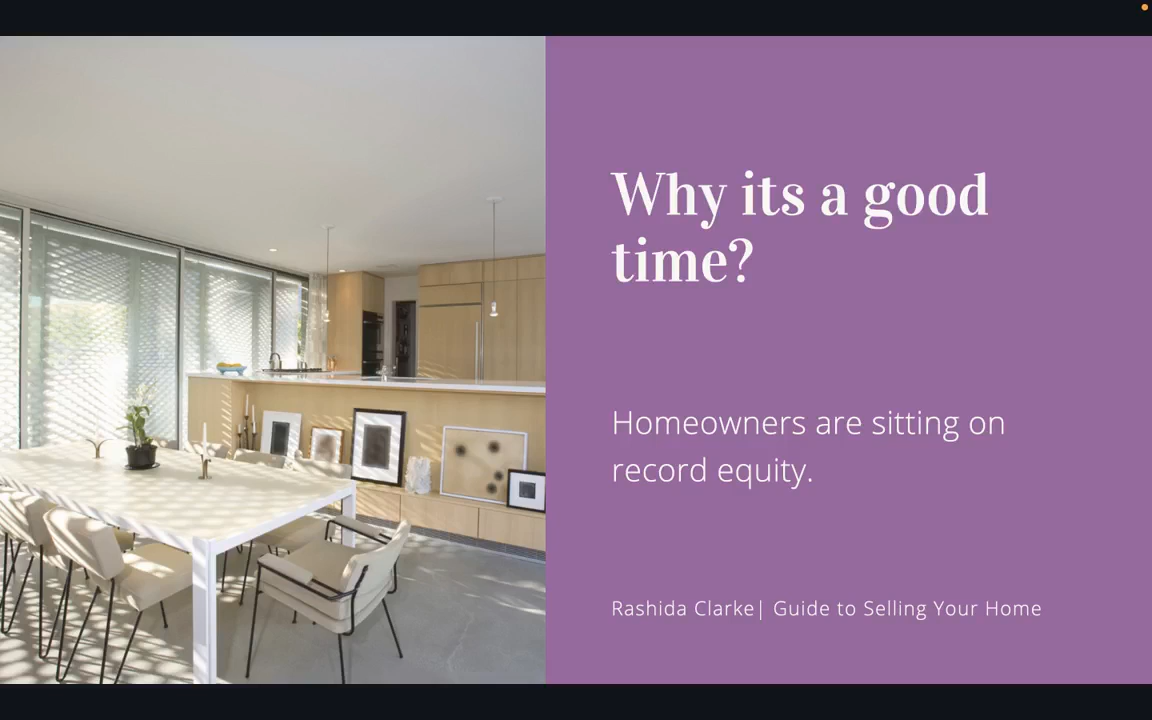 Why its a good
time?
Homeowners are sitting on
record equity.
Rashida Clarke| Guide to Selling Your Home